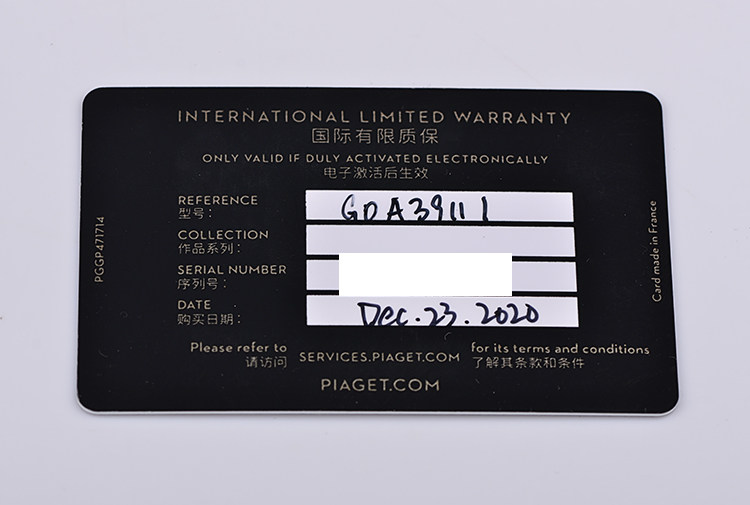 INTERNATIONAL LIMITED WARRANTY
国际有限质保
ONLY VALID IF DULY ACTIVATED ELECTRONICALLY
电子激活后生效
REFERENCE
型号: GDA39111
COLLECTION
作品系列:
SERIAL NUMBER
序列号:
DATE
购买日期: Dec.23.2020
Please refer to
请访问
SERVICES.PIAGET.COM
for its terms and conditions
了解其条款和条件
PIAGET.COM
PGGP471714
Card made in France